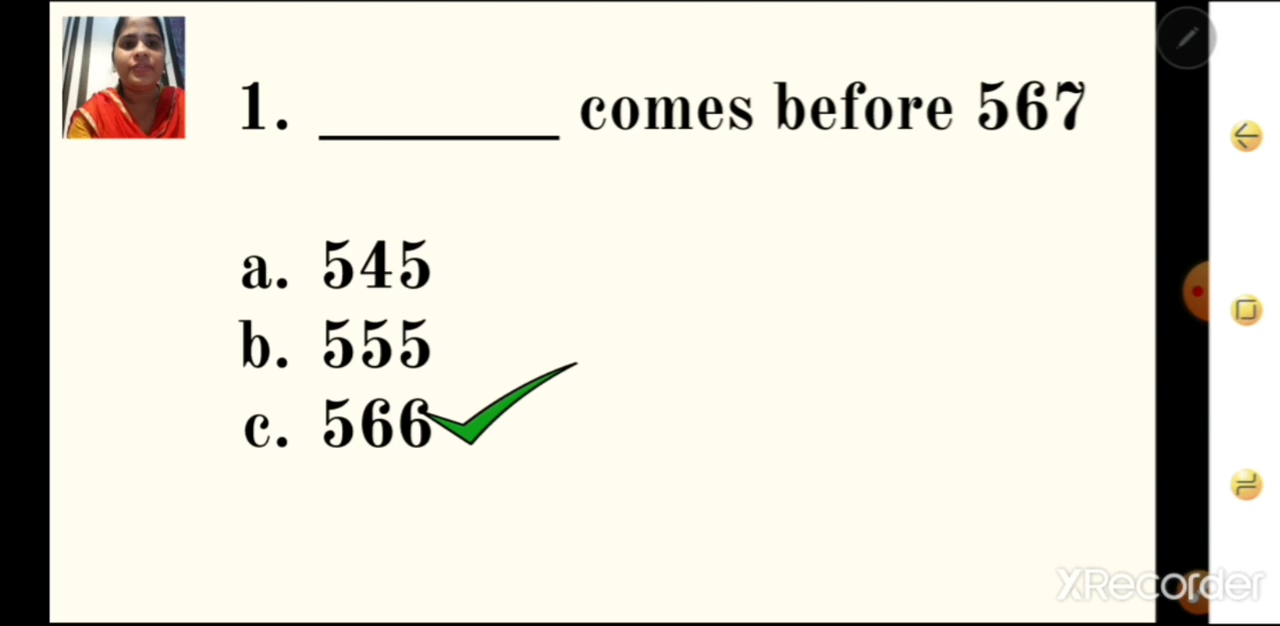 1. ________ comes before 567
a. 545
b. 555
c. 566
XRecorder